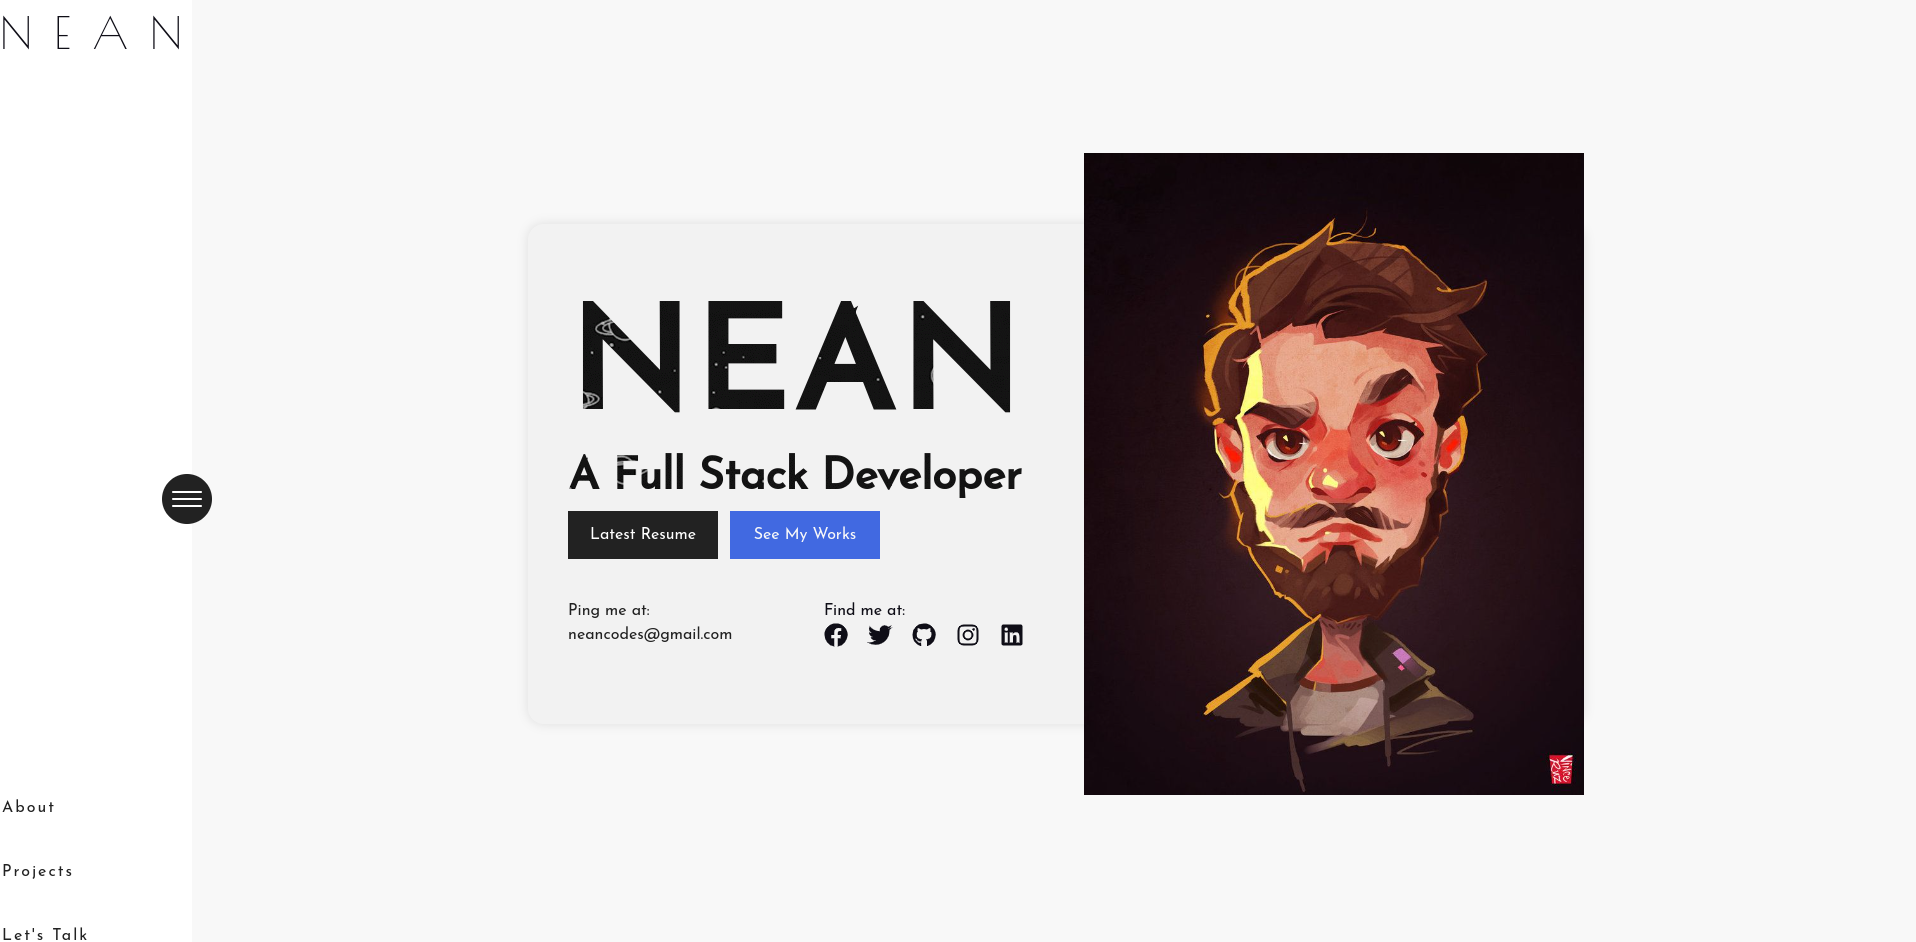 NEAN
NEAN
A Full Stack Developer
Latest Resume
See My Works
Ping me at:
neancodes@gmail.com
Find me at:
About
Projects
Let's Talk